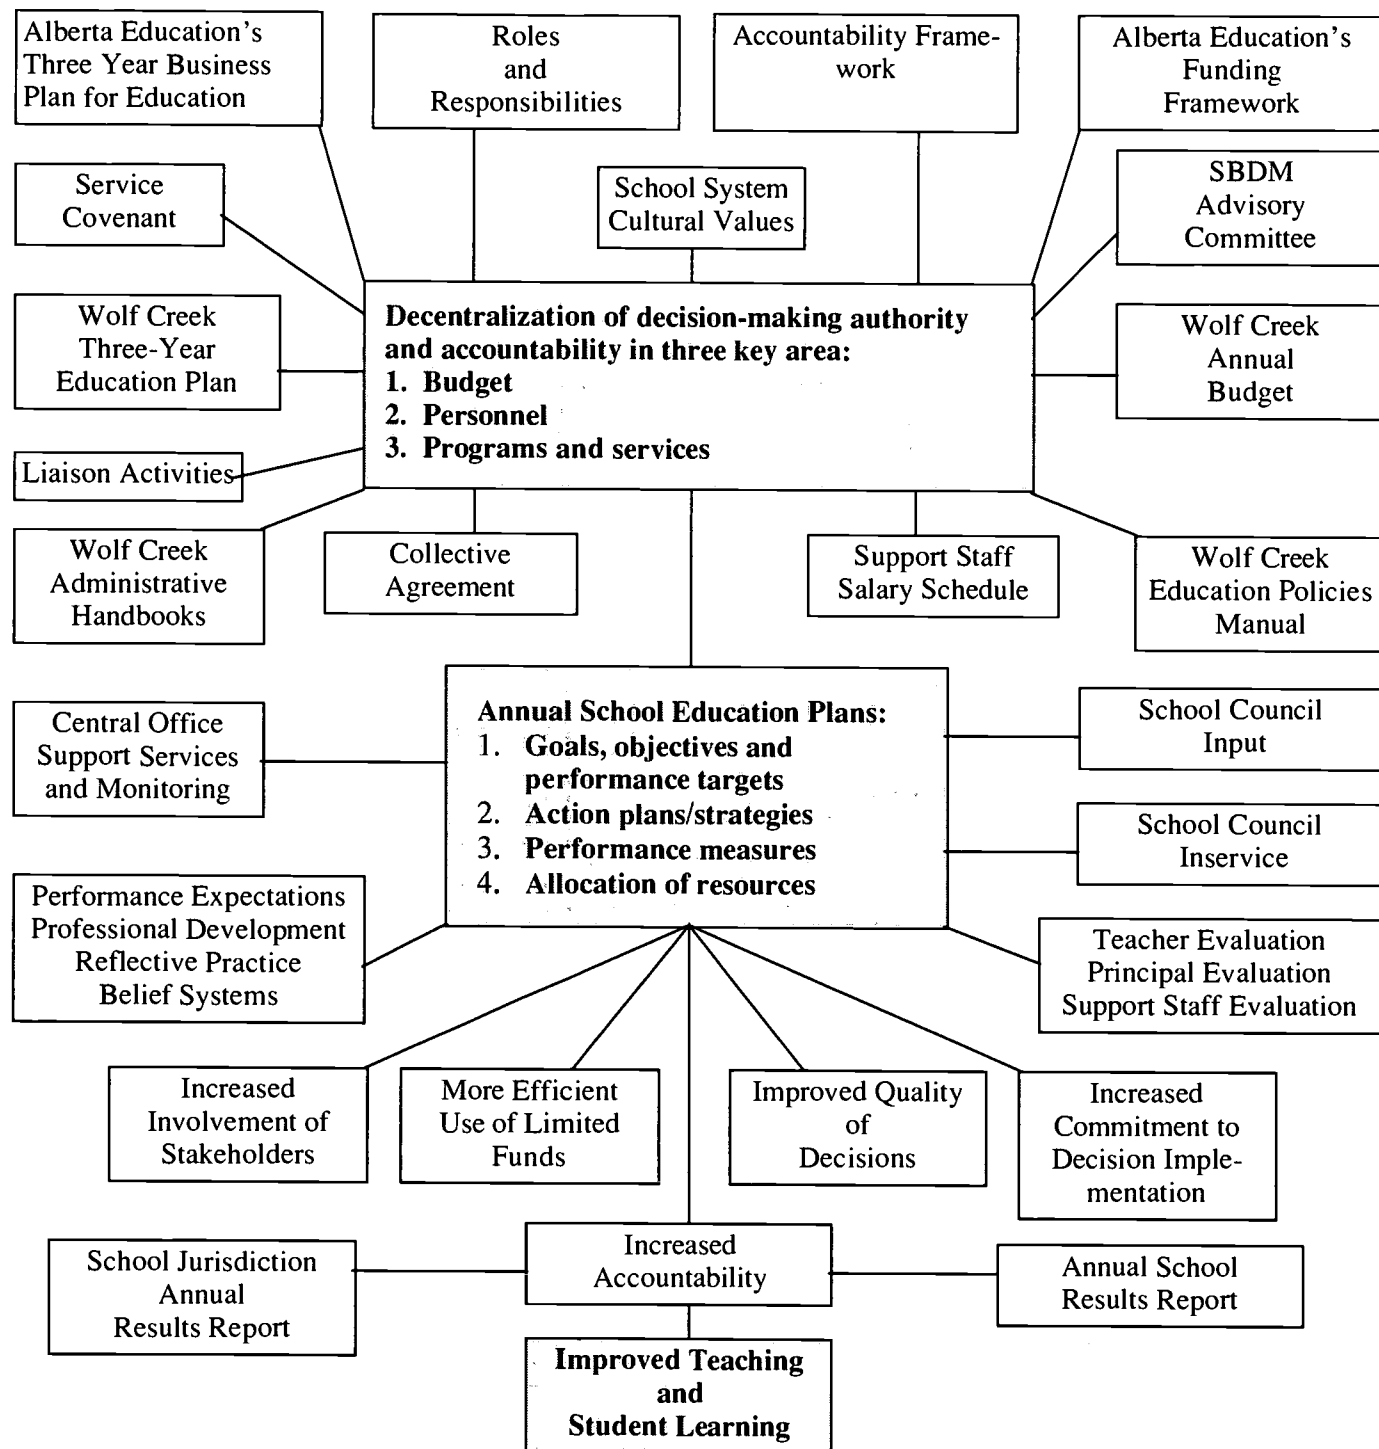 Alberta Education's
Three Year Business
Plan for Education
Roles
and
Responsibilities
Accountability Frame-
work
Alberta Education's
Funding
Framework
Service
Covenant
School System
Cultural Values
SBDM
Advisory
Committee
Wolf Creek
Three-Year
Education Plan
Decentralization of decision-making authority
and accountability in three key area:
1. Budget
2. Personnel
3. Programs and services
Wolf Creek
Annual
Budget
Liaison Activities
Wolf Creek
Administrative
Handbooks
Collective
Agreement
Support Staff
Salary Schedule
Wolf Creek
Education Policies
Manual
Central Office
Support Services
and Monitoring
Annual School Education Plans:
1. Goals, objectives and
performance targets
2. Action plans/strategies
3. Performance measures
4. Allocation of resources
School Council
Input
School Council
Inservice
Performance Expectations
Professional Development
Reflective Practice
Belief Systems
Teacher Evaluation
Principal Evaluation
Support Staff Evaluation
Increased
Involvement of
Stakeholders
More Efficient
Use of Limited
Funds
Improved Quality
of
Decisions
Increased
Commitment to
Decision Imple-
mentation
School Jurisdiction
Annual
Results Report
Increased
Accountability
Annual School
Results Report
Improved Teaching
and
Student Learning